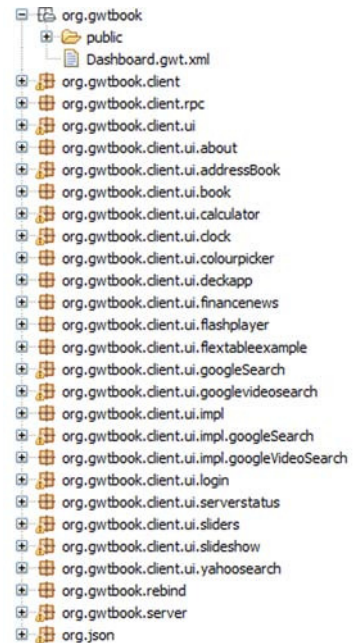 org.gwtbook
public
Dashboard.gwt.xml
org.gwtbook.client
org.gwtbook.client.rpc
org.gwtbook.client.ui
org.gwtbook.client.ui.about
org.gwtbook.client.ui.addressBook
org.gwtbook.client.ui.book
org.gwtbook.client.ui.calculator
org.gwtbook.client.ui.clock
org.gwtbook.client.ui.colourpicker
org.gwtbook.client.ui.deckapp
org.gwtbook.client.ui.financenews
org.gwtbook.client.ui.flashplayer
org.gwtbook.client.ui.flextableexample
org.gwtbook.client.ui.googleSearch
org.gwtbook.client.ui.googlevideosearch
org.gwtbook.client.ui.impl
org.gwtbook.client.ui.impl.googleSearch
org.gwtbook.client.ui.impl.googleVideoSearch
org.gwtbook.client.ui.login
org.gwtbook.client.ui.serverstatus
org.gwtbook.client.ui.sliders
org.gwtbook.client.ui.slideshow
org.gwtbook.client.ui.yahoosearch
org.gwtbook.rebind
org.gwtbook.server
org.json